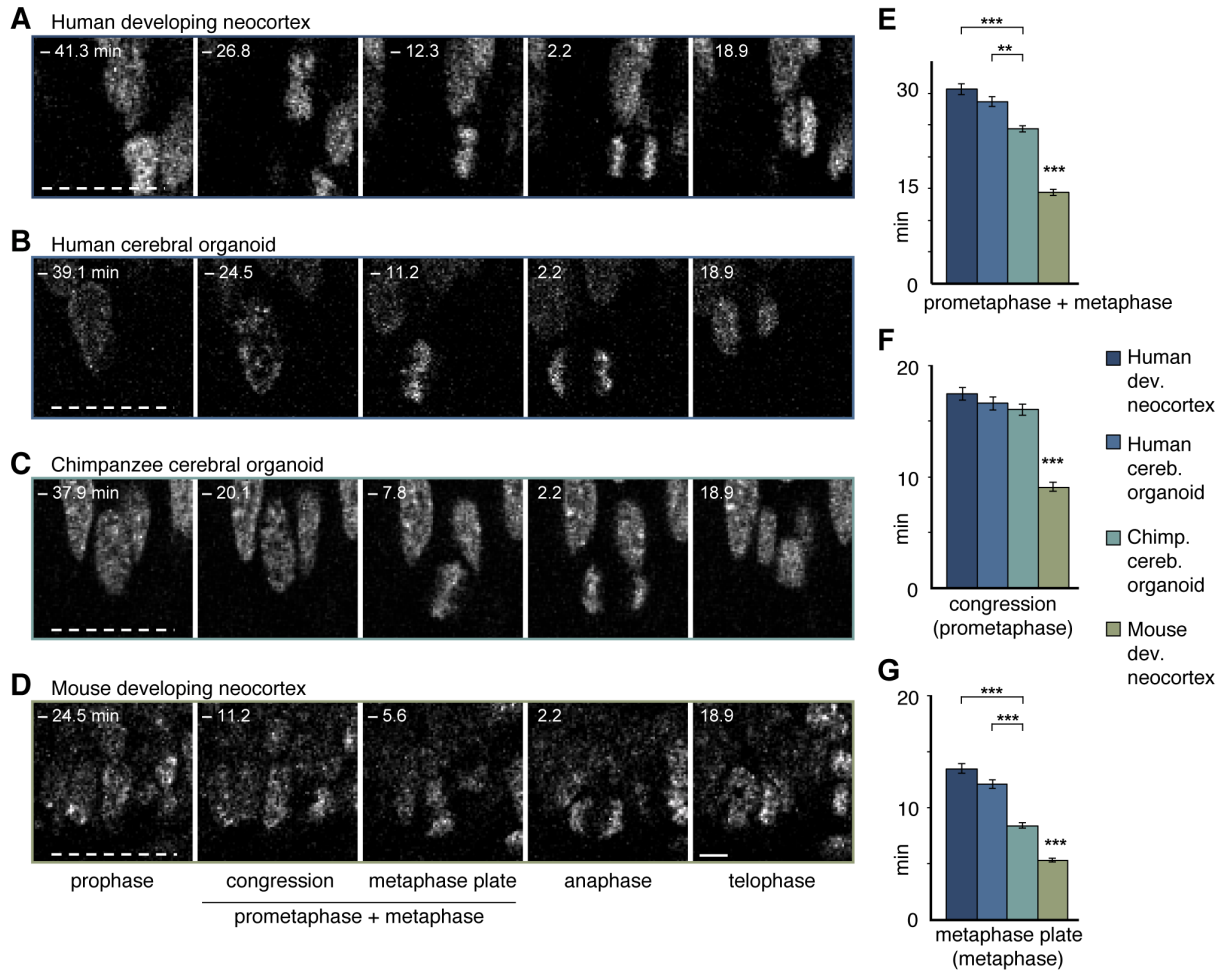 A Human developing neocortex
– 41.3 min – 26.8 – 12.3 2.2 18.9
B Human cerebral organoid
– 39.1 min – 24.5 – 11.2 2.2 18.9
C Chimpanzee cerebral organoid
– 37.9 min – 20.1 – 7.8 2.2 18.9
D Mouse developing neocortex
– 24.5 min – 11.2 – 5.6 2.2 18.9
prophase congression metaphase plate anaphase telophase
prometaphase + metaphase
E
***
**
30
***
15
min
0
prometaphase + metaphase
F
20
***
10
min
0
congression
(prometaphase)
Human
dev.
neocortex
Human
cereb.
organoid
Chimp.
cereb.
organoid
Mouse
dev.
neocortex
G
20
***
***
10
***
min
0
metaphase plate
(metaphase)